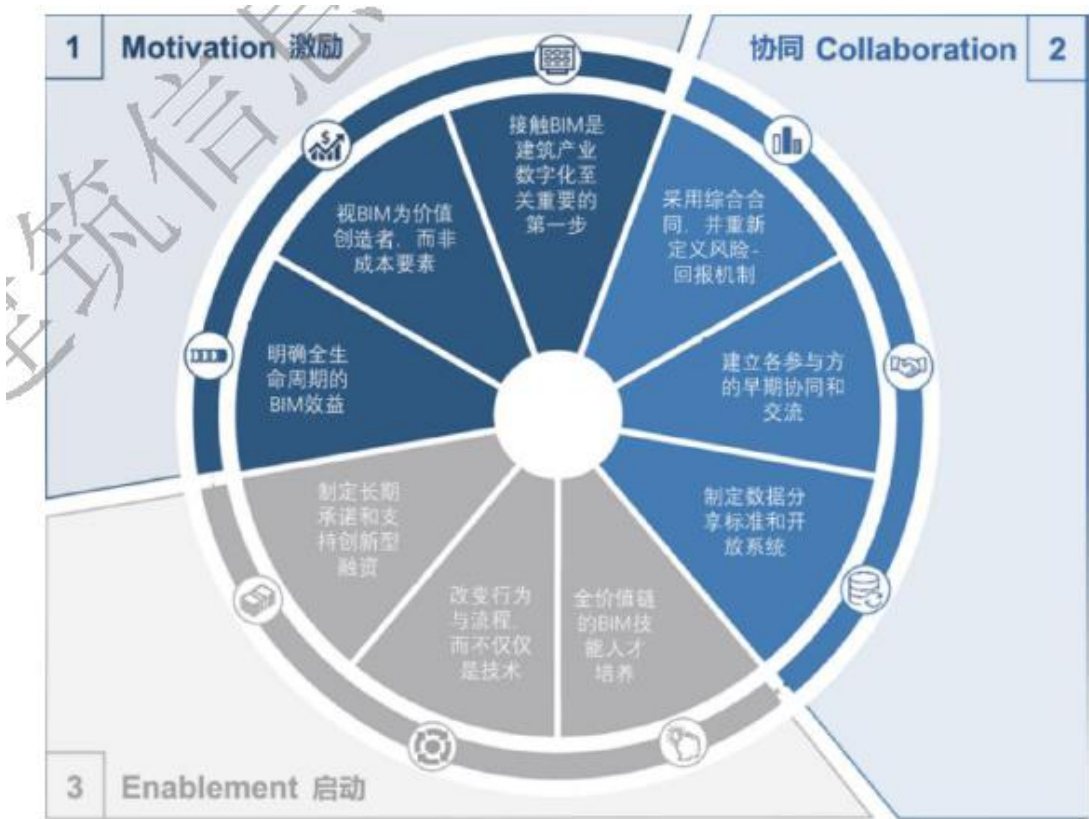 1 Motivation 激励
协同 Collaboration 2
接触BIM是
建筑产业
数字化至
关重要的
第一步
采用综合合
同，并重新
定义风险-
回报机制
建立各参与方
的早期协同和
交流
制定数据分
享标准和开
放系统
全价值链
的BIM技
能人才
培养
改变行为
与流程，
而不仅仅
是技术
制定长期
承诺和支
持创新型
融资
明确全生
命周期的
BIM效益
视BIM为价值
创造者，而非
成本要素
3 Enablement 启动
建筑信息